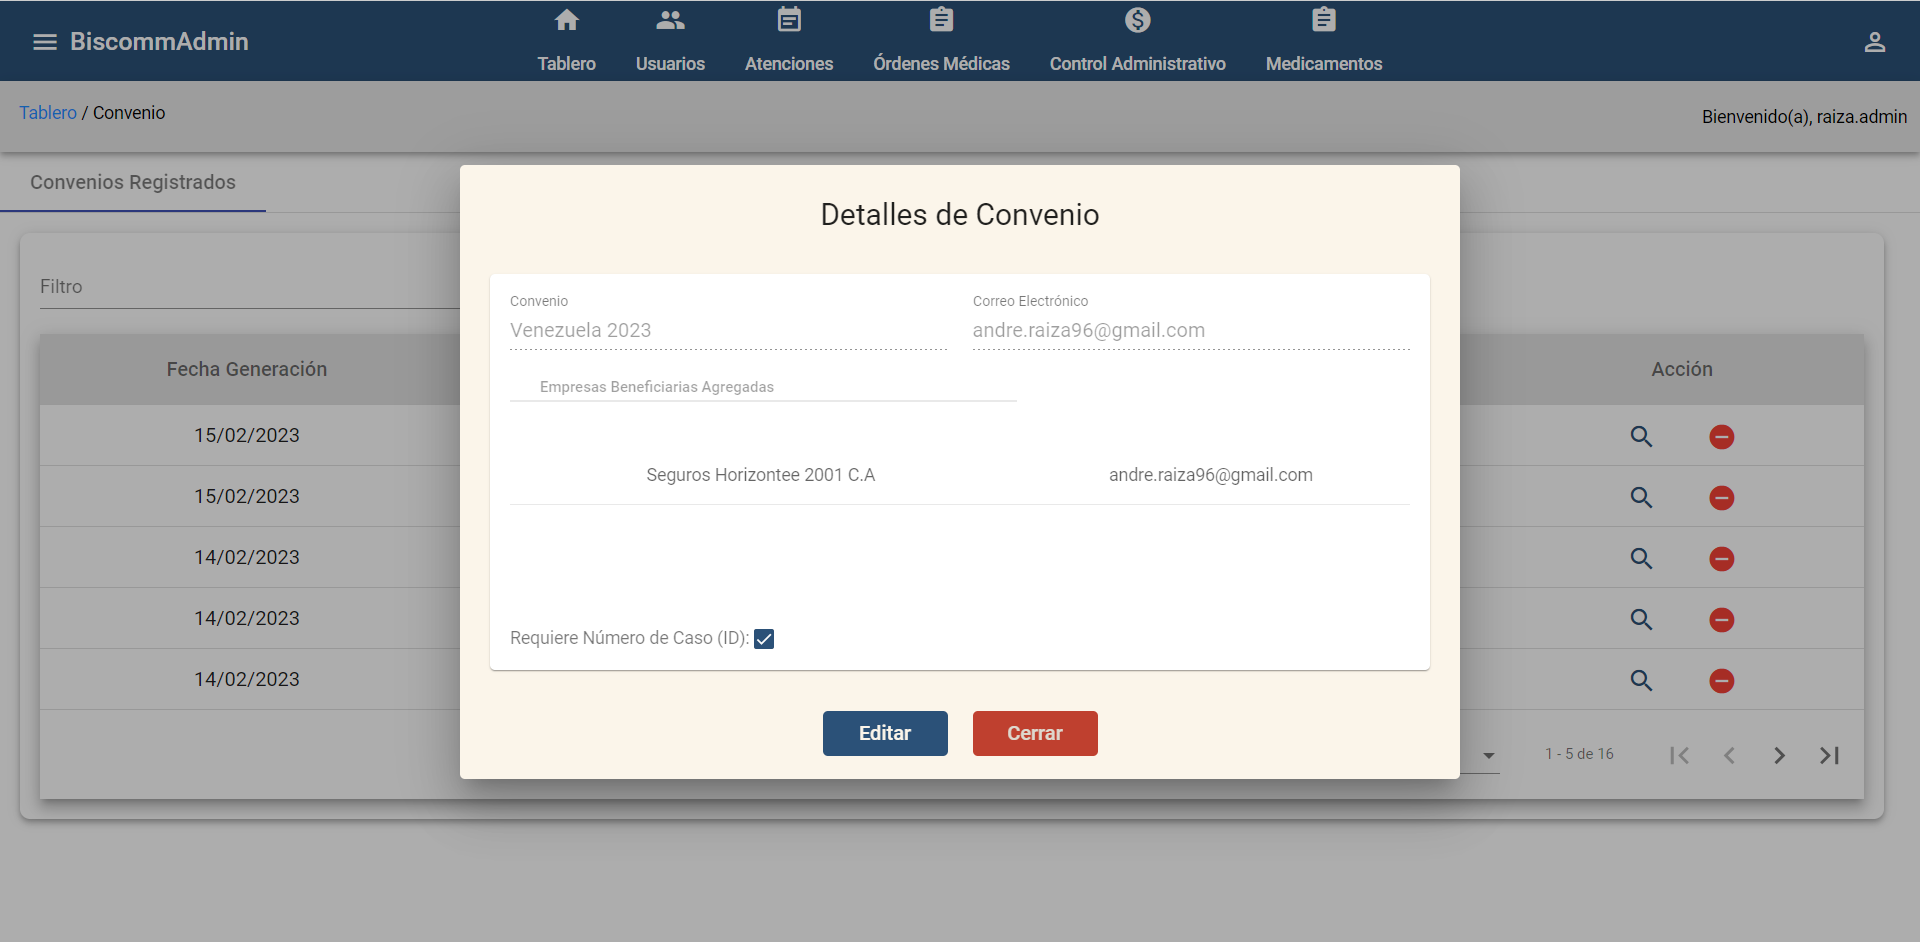 BiscommAdmin
Tablero
Usuarios
Atenciones
Órdenes Médicas
Control Administrativo
Medicamentos
Tablero / Convenio
Bienvenido(a), raiza.admin
Convenios Registrados
Detalles de Convenio
Filtro
Convenio
Correo Electrónico
Venezuela 2023
andre.raiza96@gmail.com
Fecha Generación
Acción
Empresas Beneficiarias Agregadas
15/02/2023
Seguros Horizontee 2001 C.A
andre.raiza96@gmail.com
15/02/2023
14/02/2023
14/02/2023
Requiere Número de Caso (ID):
14/02/2023
Editar
Cerrar
1 - 5 de 16